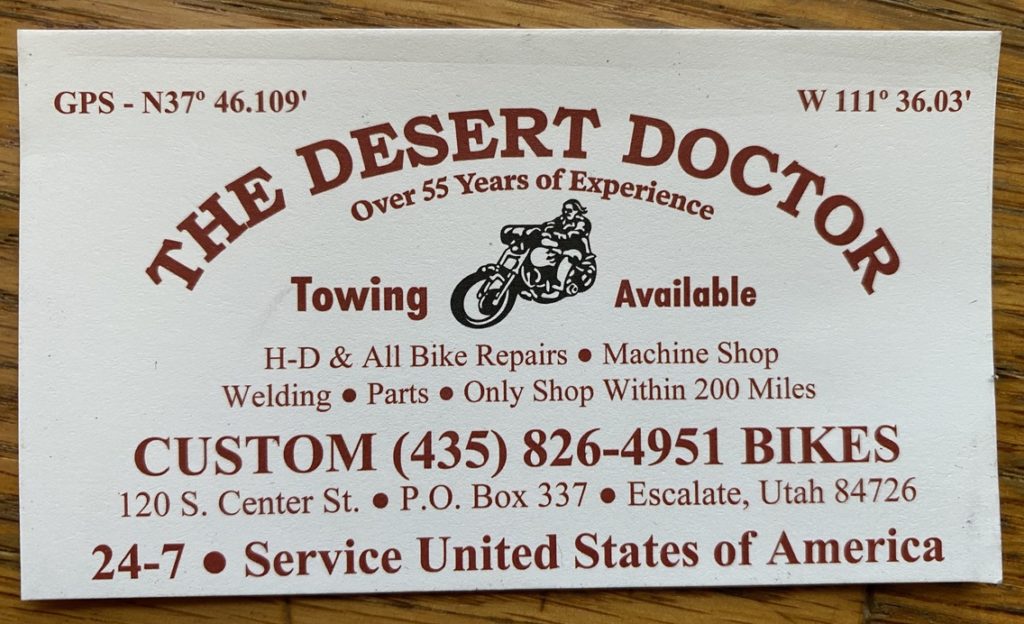 GPS - N37º 46.109'
W 111º 36.03'
THE DESERT DOCTOR
Over 55 Years of Experience
Towing Available
H-D & All Bike Repairs ● Machine Shop
Welding ● Parts ● Only Shop Within 200 Miles
CUSTOM (435) 826-4951 BIKES
120 S. Center St. ● P.O. Box 337 ● Escalate, Utah 84726
24-7 ● Service United States of America